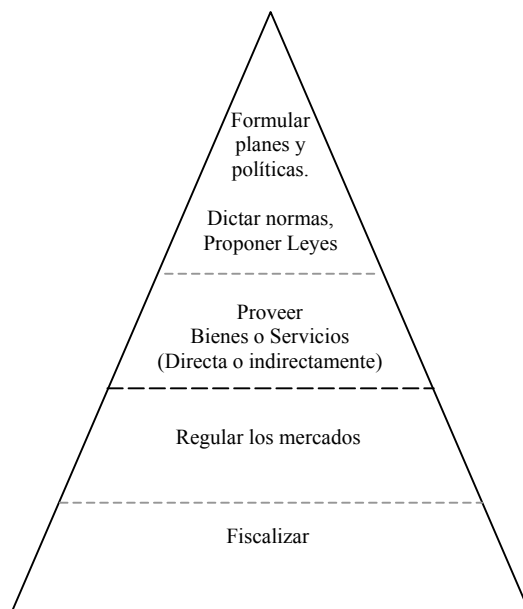 Formular
planes y
políticas.
Dictar normas,
Proponer Leyes
Proveer
Bienes o Servicios
(Directa o indirectamente)
Regular los mercados
Fiscalizar